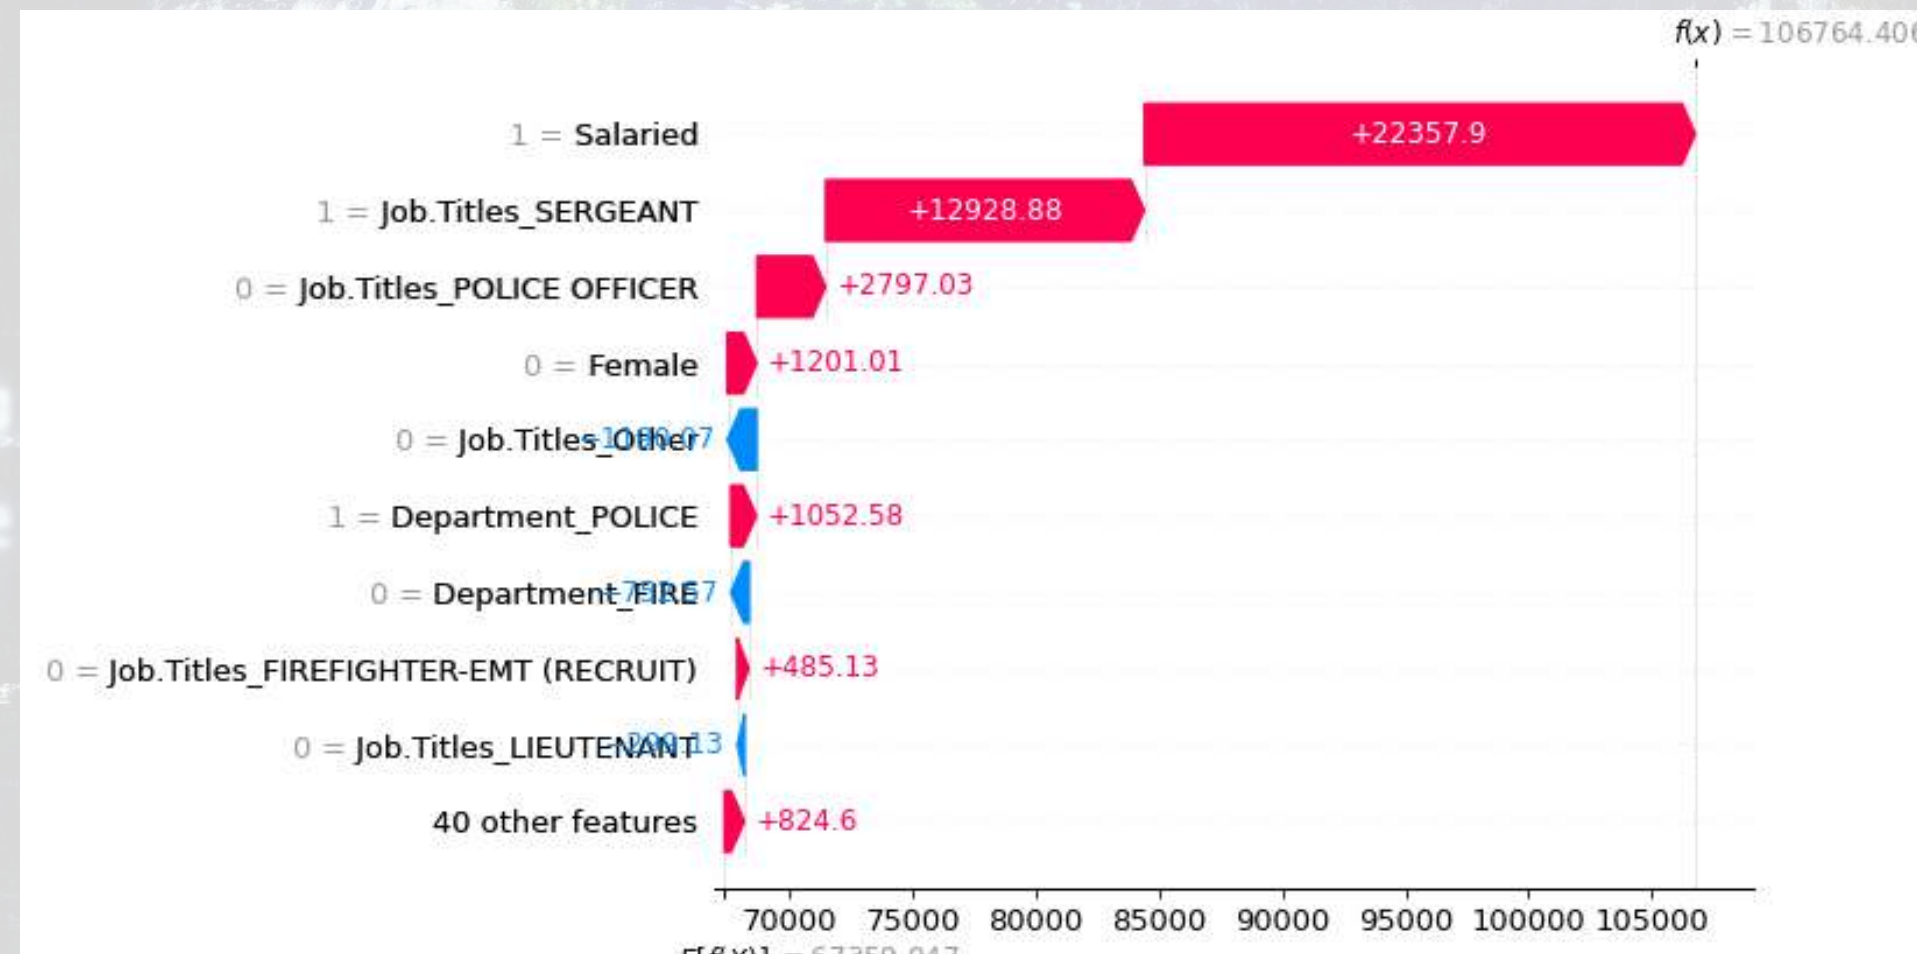 f(x) = 106764.406
1 = Salaried
+22357.9
1 = Job.Titles_SERGEANT
+12928.88
0 = Job.Titles_POLICE OFFICER
+2797.03
0 = Female
+1201.01
0 = Job.Titles_Other
1 = Department_POLICE
+1052.58
0 = Department_FIRE
0 = Job.Titles_FIREFIGHTER-EMT (RECRUIT)
+485.13
0 = Job.Titles_LIEUTENANT
40 other features
+824.6
70000 75000 80000 85000 90000 95000 100000 105000